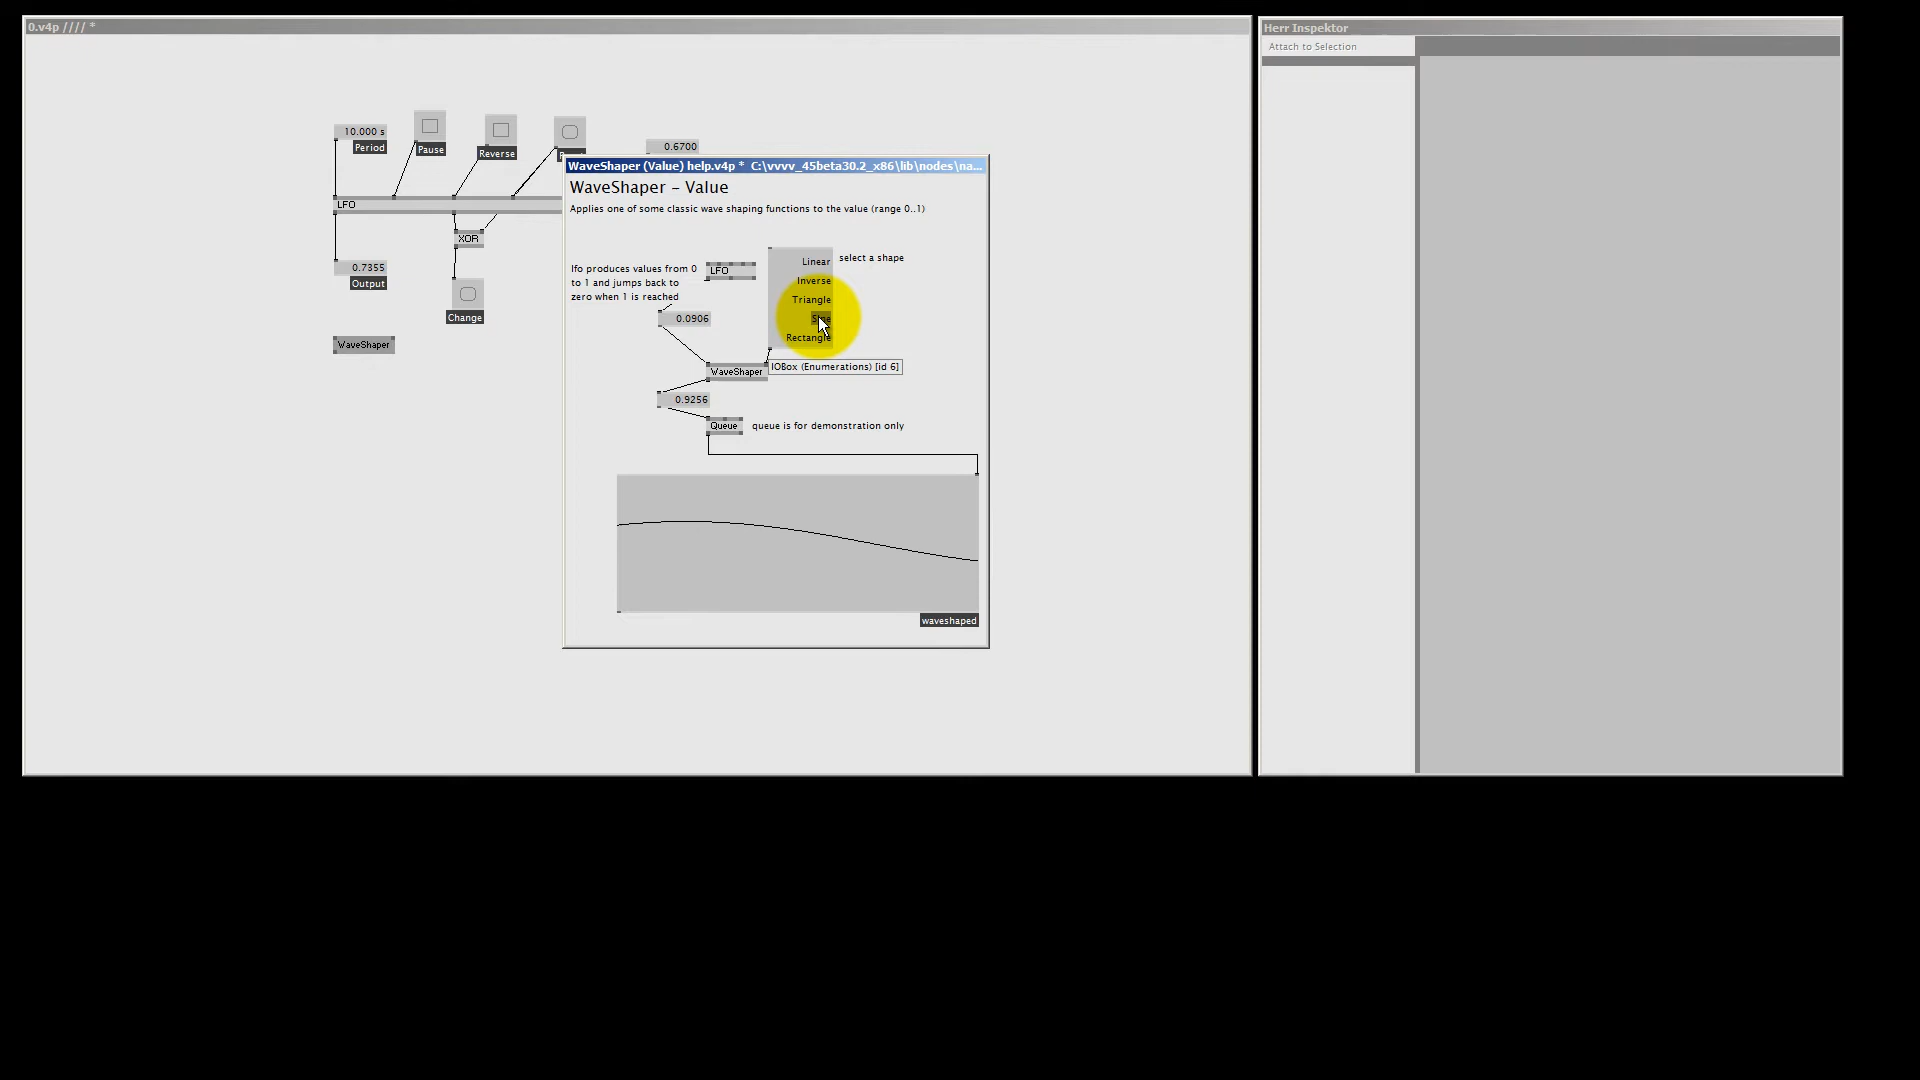 0.v4p //// *
Herr Inspektor
Attach to Selection
10.000 s
Period
Pause
Reverse
0.6700
LFO
XOR
0.7355
Output
Change
WaveShaper
WaveShaper (Value) help.v4p * C:\vvvv_45beta30.2_x86\lib\nodes\na...
WaveShaper – Value
Applies one of some classic wave shaping functions to the value (range 0..1)
lfo produces values from 0
to 1 and jumps back to
zero when 1 is reached
LFO
Linear
Inverse
Triangle
Sine
Rectangle
select a shape
0.0906
WaveShaper
IOBox (Enumerations) [id 6]
0.9256
Queue
queue is for demonstration only
waveshaped